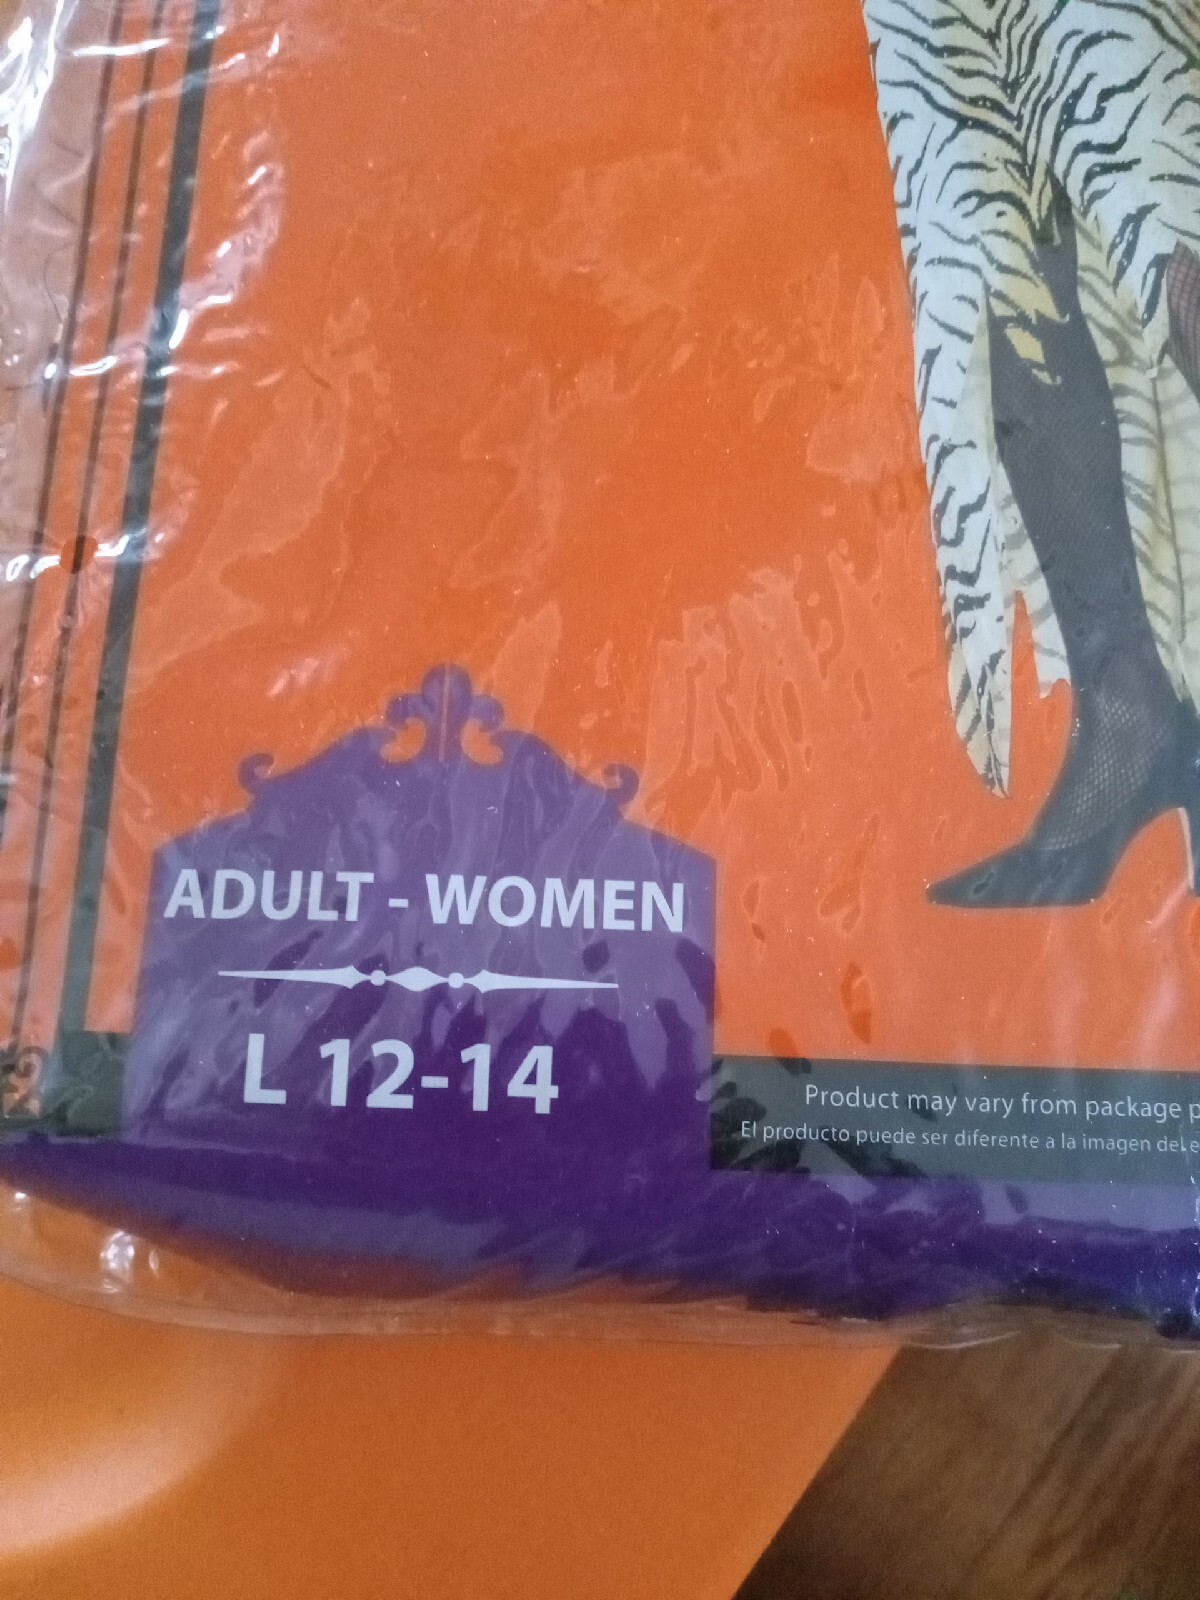 ADULT - WOMEN
L 12-14
Product may vary from package
El producto puede ser diferente a la imagen del